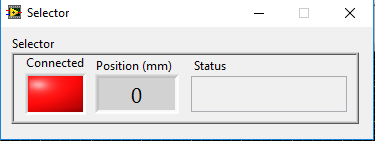 Selector
Selector
Connected
Position (mm)
Status
0